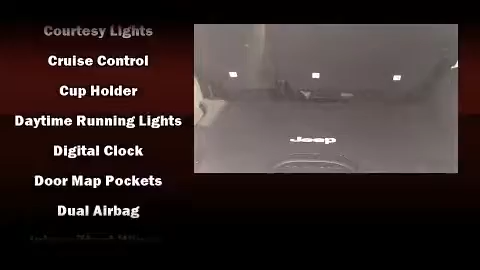 Courtesy Lights
Cruise Control
Cup Holder
Daytime Running Lights
Digital Clock
Door Map Pockets
Dual Airbag
Jeep